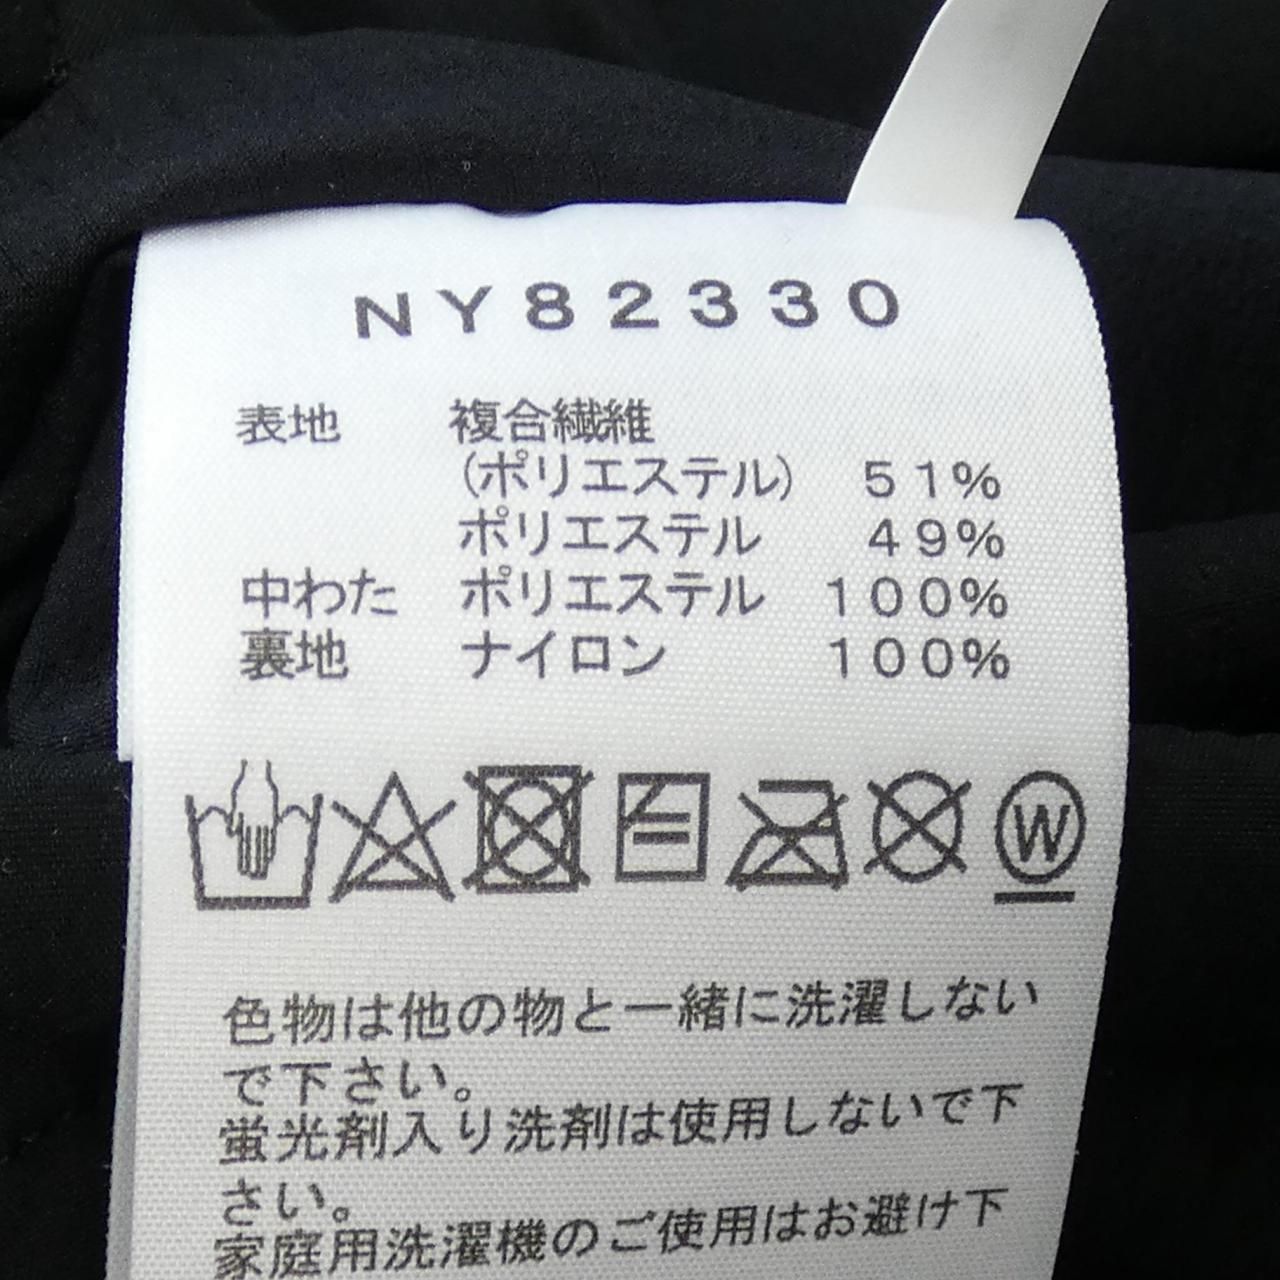 NY82330
表地 複合繊維
(ポリエステル) 51%
ポリエステル 49%
中わた ポリエステル 100%
裏地 ナイロン 100%
W
色物は他の物と一緒に洗濯しない
で下さい。
蛍光剤入り洗剤は使用しないで下
さい。
家庭用洗濯機のご使用はお避け下